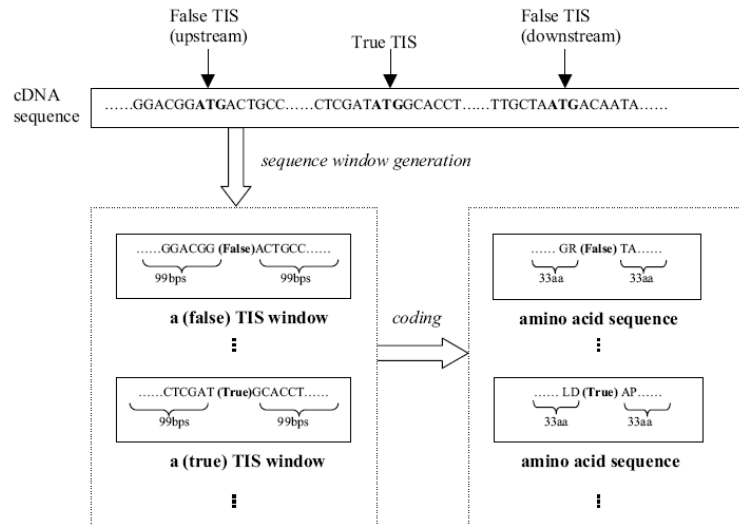 False TIS
(upstream)
True TIS
False TIS
(downstream)
cDNA
sequence
......GGACGGATGACTGCC......CTCGATATGGCACCT......TTGCTAATGACAATA......
sequence window generation
......GGACGG (False)ACTGCC......
99bps
99bps
a (false) TIS window
......CTCGAT (True)GCACCT......
99bps
99bps
a (true) TIS window
coding
...... GR (False) TA......
33aa
33aa
amino acid sequence
...... LD (True) AP......
33aa
33aa
amino acid sequence